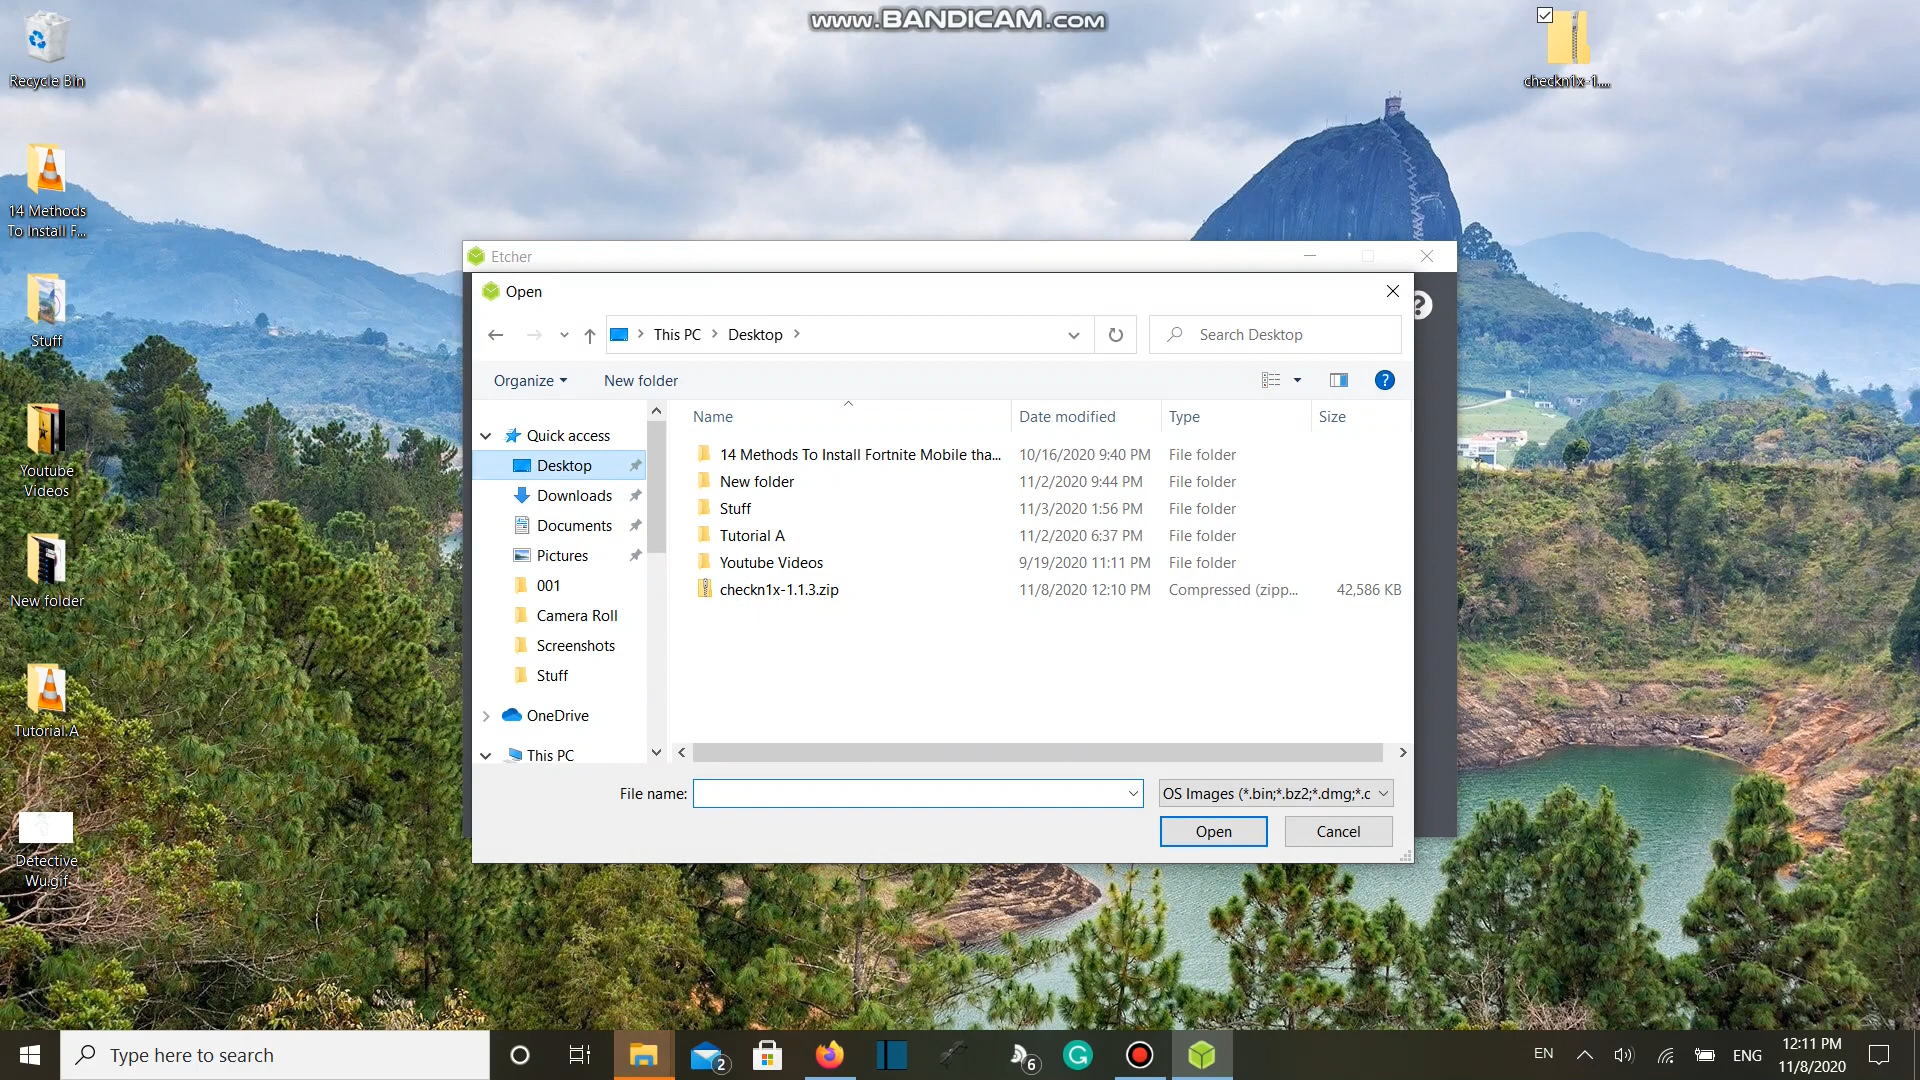 www.BANDICAM.com
Recycle Bin
14 Methods
To Install F...
Stuff
Youtube
Videos
New folder
Tutorial A
Detective
Wu.gif
checkn1x-1....
Etcher
Open
This PC
Desktop
Search Desktop
Organize
New folder
Name
Date modified
Type
Size
Quick access
Desktop
Downloads
Documents
Pictures
001
Camera Roll
Screenshots
Stuff
OneDrive
This PC
14 Methods To Install Fortnite Mobile tha... 10/16/2020 9:40 PM File folder
New folder 11/2/2020 9:44 PM File folder
Stuff 11/3/2020 1:56 PM File folder
Tutorial A 11/2/2020 6:37 PM File folder
Youtube Videos 9/19/2020 11:11 PM File folder
checkn1x-1.1.3.zip 11/8/2020 12:10 PM Compressed (zipp... 42,586 KB
File name:
OS Images (*.bin;*.bz2;*.dmg;*.c
Open
Cancel
Type here to search
2
6
EN
ENG
12:11 PM
11/8/2020